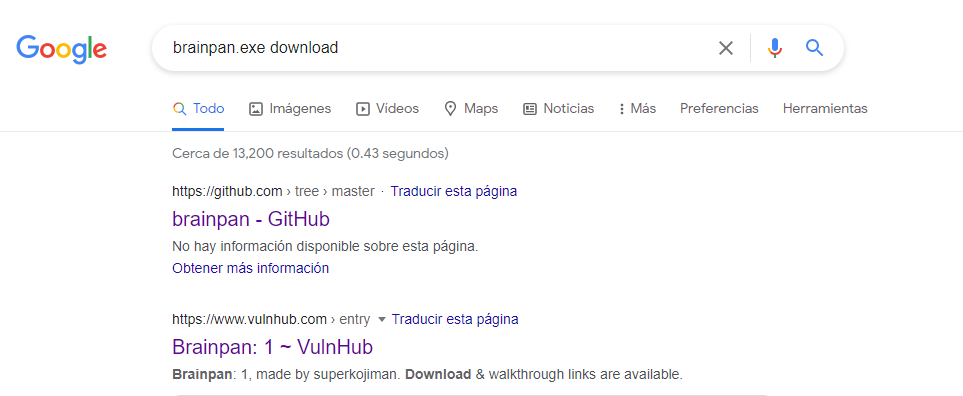 Google
brainpan.exe download
Todo Imágenes Vídeos Maps Noticias Más Preferencias Herramientas
Cerca de 13,200 resultados (0.43 segundos)
https://github.com › tree › master · Traducir esta página
brainpan - GitHub
No hay información disponible sobre esta página.
Obtener más información
https://www.vulnhub.com › entry Traducir esta página
Brainpan: 1 ~ VulnHub
Brainpan: 1, made by superkojiman. Download & walkthrough links are available.